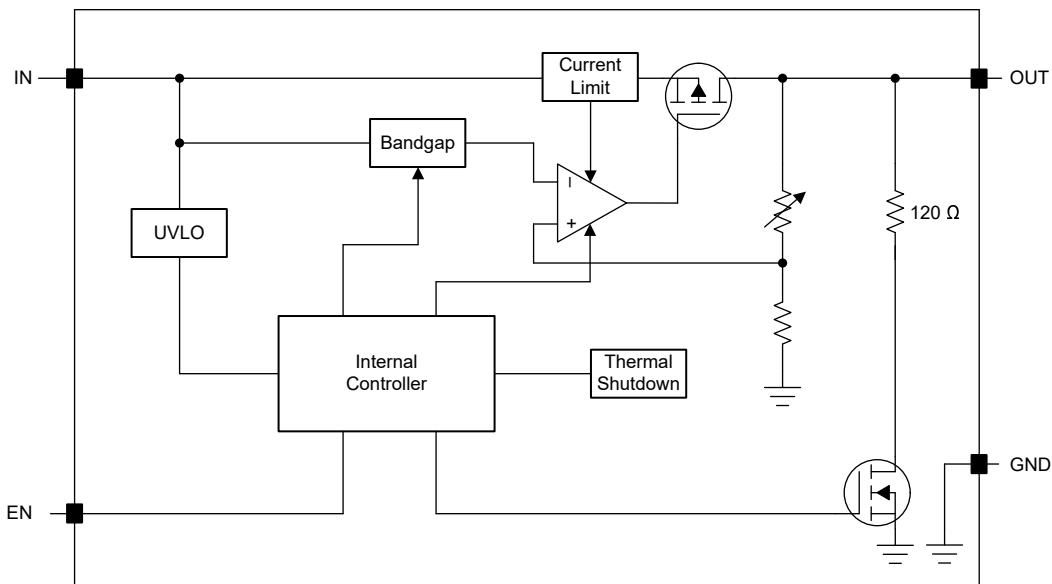 IN
Current
Limit
OUT
Bandgap
–
+
UVLO
120 Ω
Internal
Controller
Thermal
Shutdown
GND
EN